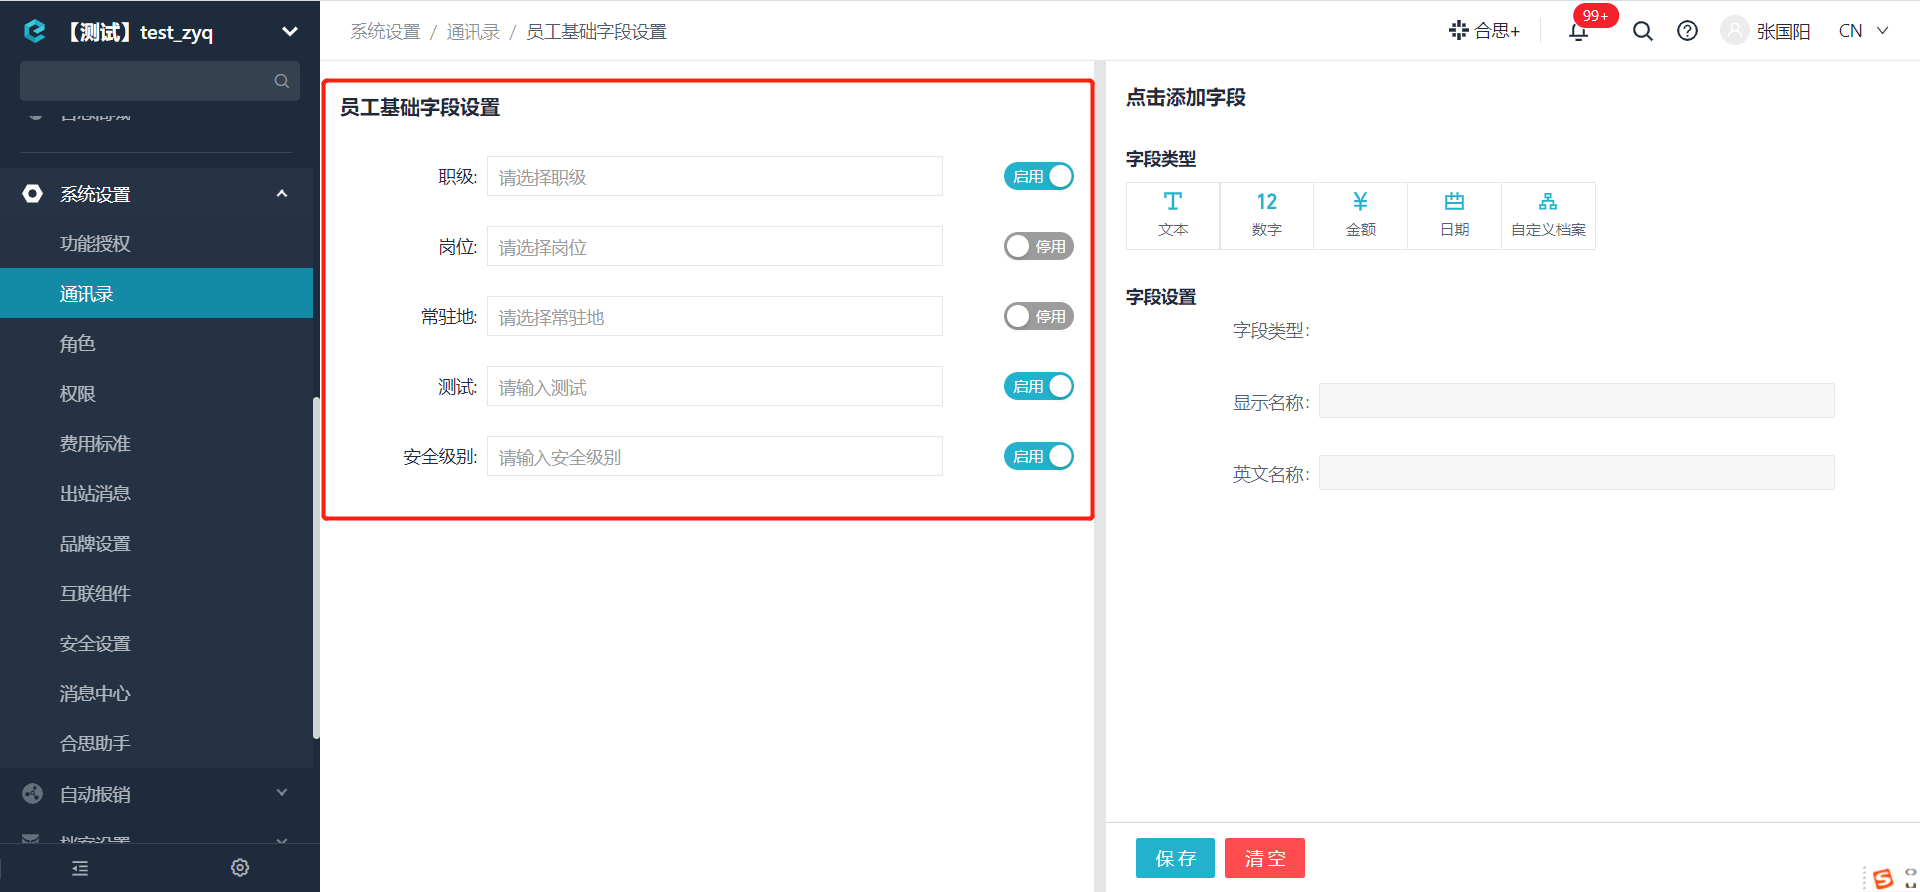 【测试】test_zyq
系统设置
功能授权
通讯录
角色
权限
费用标准
出站消息
品牌设置
互联组件
安全设置
消息中心
合思助手
自动报销
系统设置 / 通讯录 / 员工基础字段设置
合思+
99+
张国阳
CN
员工基础字段设置
职级: 请选择职级 启用
岗位: 请选择岗位 停用
常驻地: 请选择常驻地 停用
测试: 请输入测试 启用
安全级别: 请输入安全级别 启用
点击添加字段
字段类型
12 ¥
文本 数字 金额 日期 自定义档案
字段设置
字段类型:
显示名称:
英文名称:
保存 清空